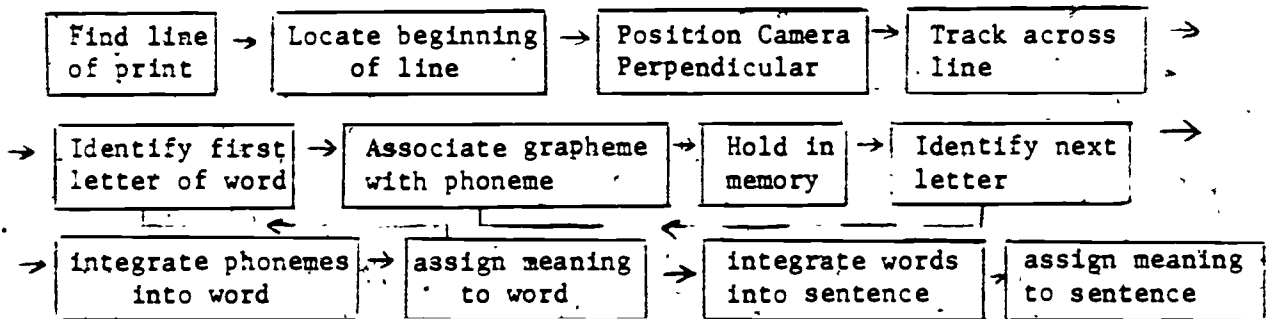 Find line → Locate beginning → Position Camera → Track across →
of print of line Perpendicular line
→ Identify first → Associate grapheme → Hold in → Identify next →
letter of word with phoneme memory letter
→ integrate phonemes → assign meaning → integrate words → assign meaning
into word to word into sentence to sentence